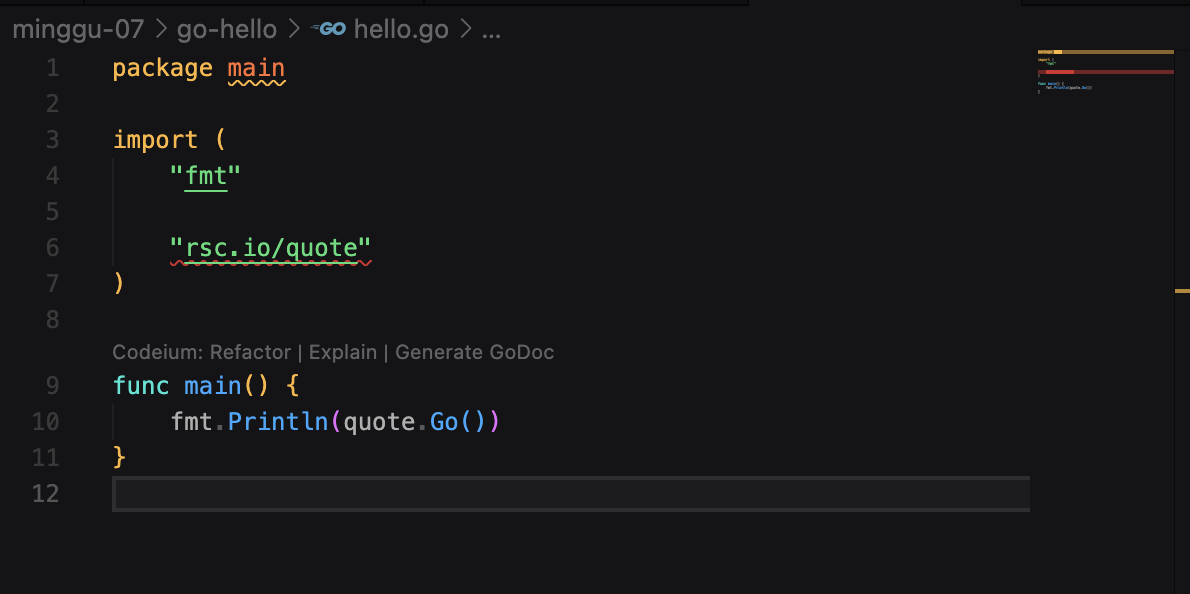 minggu-07 > go-hello > GO hello.go > ...
1 package main
2
3 import (
4 "fmt"
5
6 "rsc.io/quote"
7 )
8
Codeium: Refactor | Explain | Generate GoDoc
9 func main() {
10 fmt.Println(quote.Go())
11 }
12